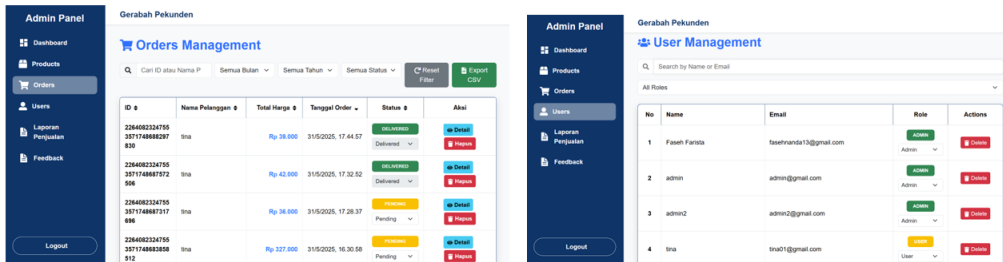 Admin Panel
Dashboard
Products
Orders
Users
Laporan
Penjualan
Feedback
Logout
Gerabah Pekunden
Orders Management
Cari ID atau Nama P
Semua Bulan
Semua Tahun
Semua Status
Reset
Filter
Export
CSV
ID Nama Pelanggan Total Harga Tanggal Order Status Aksi
2264082324755
3571748688297
830
tina Rp 39.000 31/5/2025, 17.44.57 DELIVERED
Delivered
Detail
Hapus
2264082324755
3571748687572
506
tina Rp 42.000 31/5/2025, 17.32.52 DELIVERED
Delivered
Detail
Hapus
2264082324755
3571748687317
696
tina Rp 36.000 31/5/2025, 17.28.37 PENDING
Pending
Detail
Hapus
2264082324755
3571748683858
512
tina Rp 327.000 31/5/2025, 16.30.58 PENDING
Pending
Detail
Hapus
Admin Panel
Dashboard
Products
Orders
Users
Laporan
Penjualan
Feedback
Logout
Gerabah Pekunden
User Management
Search by Name or Email
All Roles
No Name Email Role Actions
1 Faseh Farista fasehnanda13@gmail.com ADMIN
Admin
Delete
2 admin admin@gmail.com ADMIN
Admin
Delete
3 admin2 admin2@gmail.com ADMIN
Admin
Delete
4 tina tina01@gmail.com USER
User
Delete